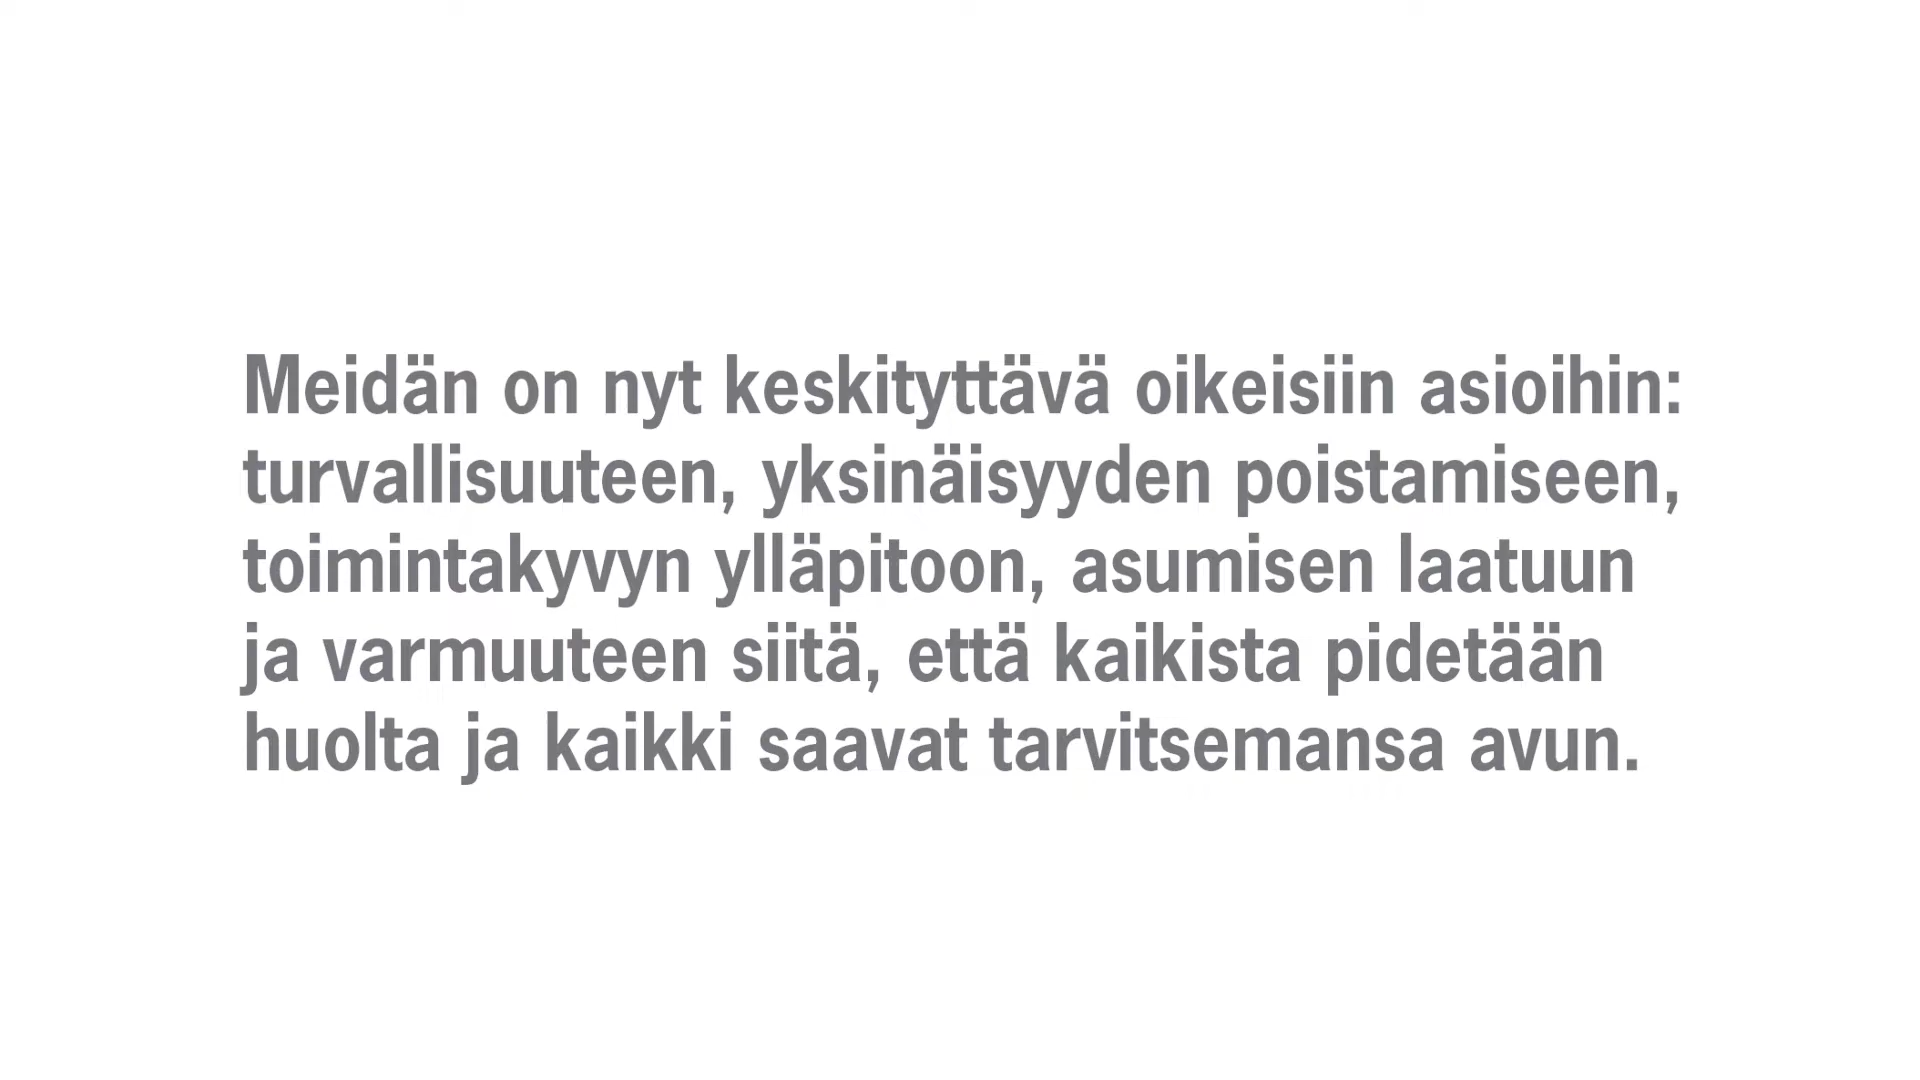 Meidän on nyt keskityttävä oikeisiin asioihin:
turvallisuuteen, yksinäisyyden poistamiseen,
toimintakyvyn ylläpitoon, asumisen laatuun
ja varmuuteen siitä, että kaikista pidetään
huolta ja kaikki saavat tarvitsemansa avun.